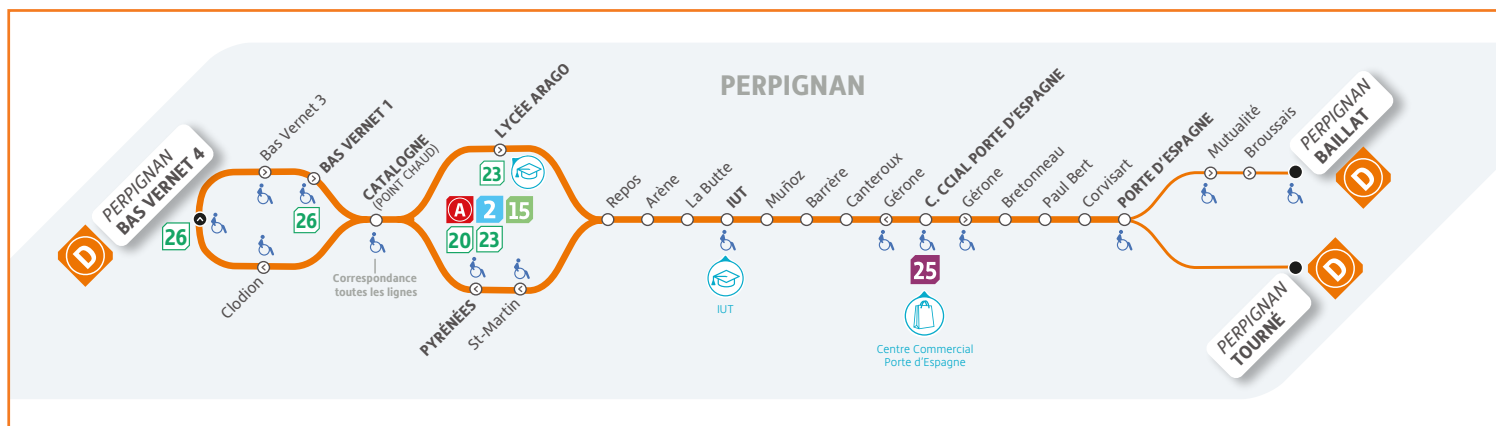 PERPIGNAN
PERPIGNAN
BAS VERNET 4
D
26
Bas Vernet 3
BAS VERNET 1
26
Clodion
CATALOGNE
(POINT CHAUD)
Correspondance
toutes les lignes
LYCÉE ARAGO
23
A 2 15
20 23
PYRÉNÉES
St-Martin
Repos
Arène
La Butte
IUT
IUT
Muñoz
Barrère
Canteroux
Gérone
C. CCIAL PORTE D'ESPAGNE
25
Centre Commercial
Porte d'Espagne
Gérone
Bretonneau
Paul Bert
Corvisart
PORTE D'ESPAGNE
Mutualité
Broussais
PERPIGNAN
BAILLAT
D
PERPIGNAN
TOURNÉ
D